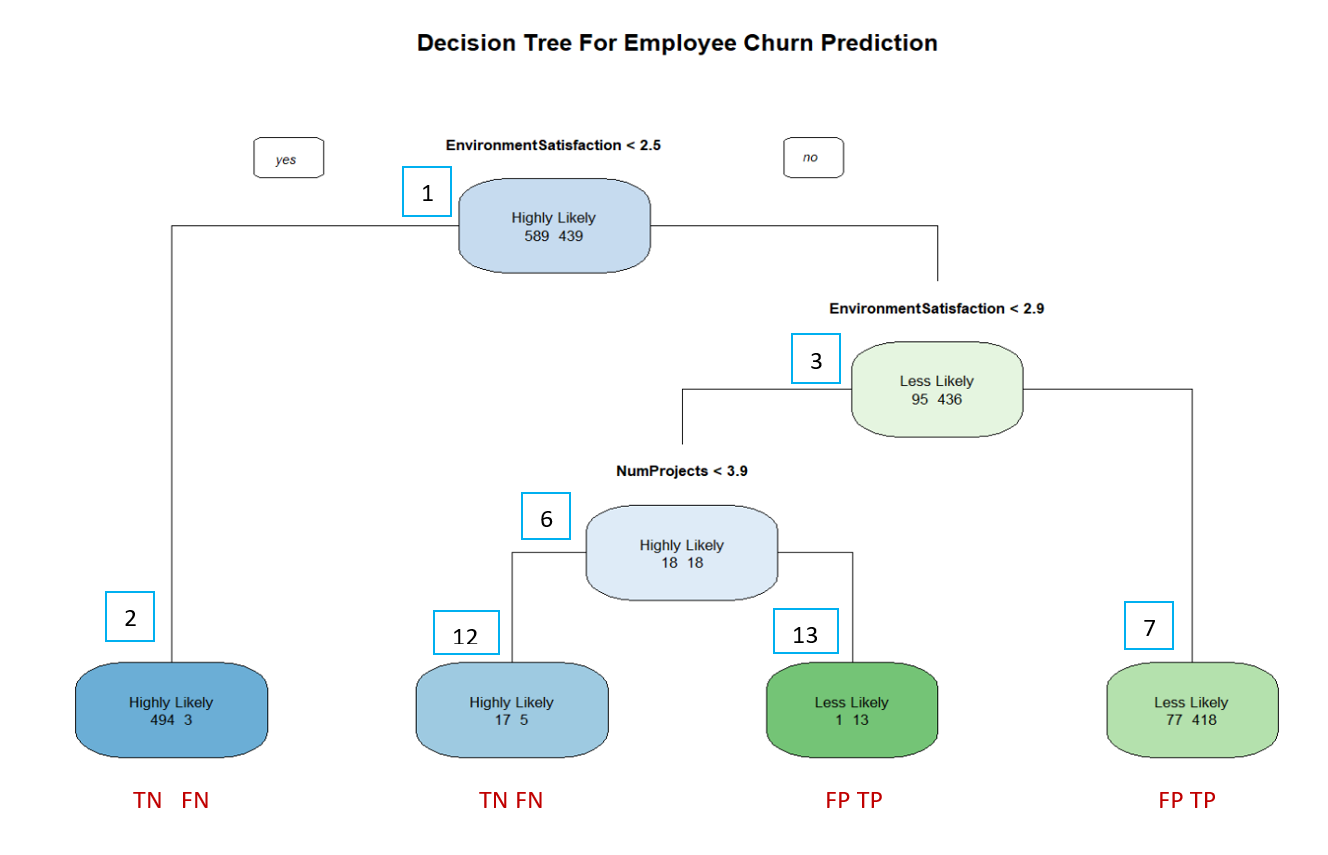 Decision Tree For Employee Churn Prediction
yes
EnvironmentSatisfaction < 2.5
no
1
Highly Likely
589 439
EnvironmentSatisfaction < 2.9
3
Less Likely
95 436
NumProjects < 3.9
6
Highly Likely
18 18
2
12
13
7
Highly Likely
494 3
Highly Likely
17 5
Less Likely
1 13
Less Likely
77 418
TN FN
TN FN
FP TP
FP TP